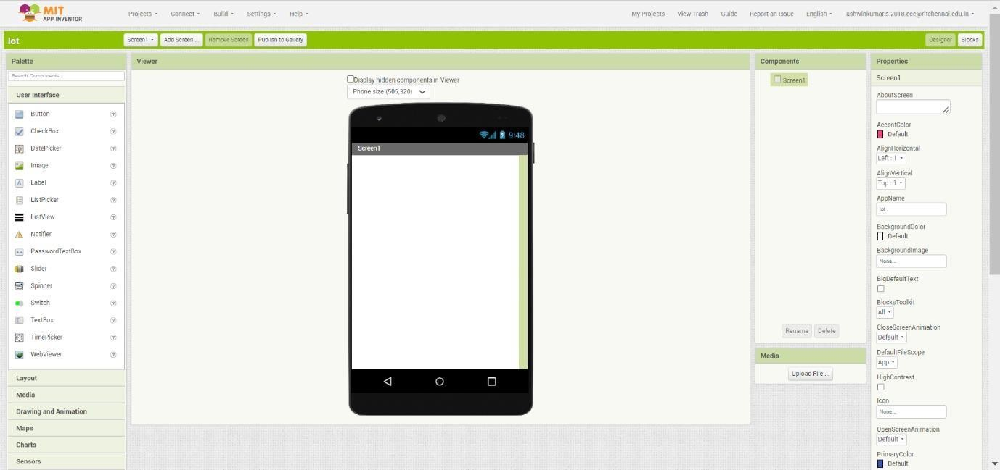 MIT
APP INVENTOR
Projects Connect Build Settings Help
My Projects View Trash Guide Report an Issue English ashwinkumar.s.2018.ece@ritchennai.edu.in
Iot
Screen1 Add Screen ... Remove Screen Publish to Gallery
Designer Blocks
Palette
Search Components...
User Interface
Button ?
CheckBox ?
DatePicker ?
Image ?
Label ?
ListPicker ?
ListView ?
Notifier ?
PasswordTextBox ?
Slider ?
Spinner ?
Switch ?
TextBox ?
TimePicker ?
WebViewer ?
Layout
Media
Drawing and Animation
Maps
Charts
Sensors
Viewer
Display hidden components in Viewer
Phone size (505,320)
9:48
Screen1
Components
Screen1
Rename Delete
Media
Upload File ...
Properties
Screen1
AboutScreen
AccentColor
Default
AlignHorizontal
Left : 1
AlignVertical
Top : 1
AppName
Iot
BackgroundColor
Default
BackgroundImage
None...
BigDefaultText
BlocksToolkit
All
CloseScreenAnimation
Default
DefaultFileScope
App
HighContrast
Icon
None...
OpenScreenAnimation
Default
PrimaryColor
Default